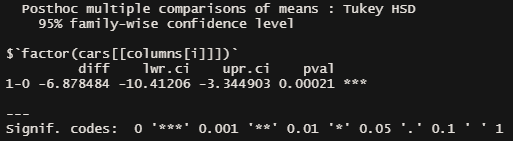 Posthoc multiple comparisons of means : Tukey HSD
95% family-wise confidence level
$`factor(cars[[columns[i]]])`
diff lwr.ci upr.ci pval
1-0 -6.878484 -10.41206 -3.344903 0.00021 ***
---
Signif. codes: 0 '***' 0.001 '**' 0.01 '*' 0.05 '.' 0.1 ' ' 1